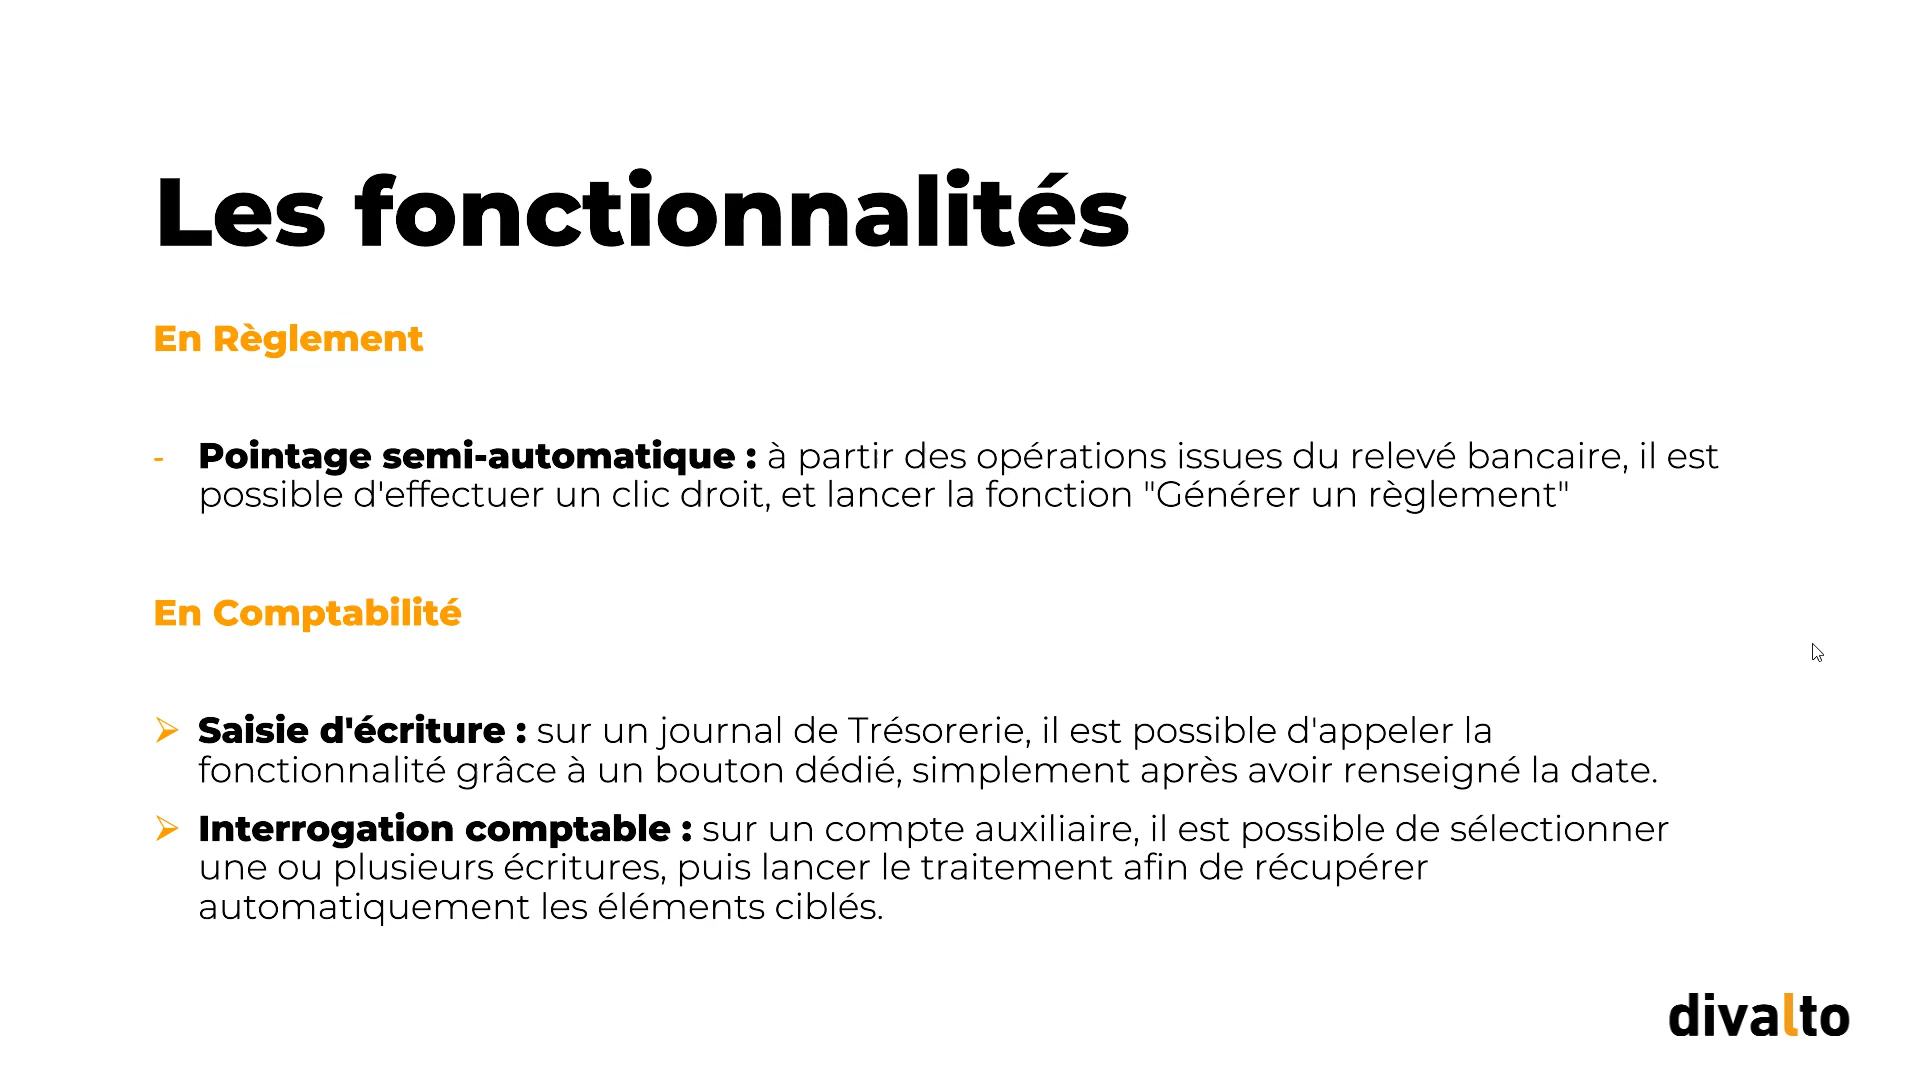 Les fonctionnalités
En Règlement
- Pointage semi-automatique : à partir des opérations issues du relevé bancaire, il est
possible d'effectuer un clic droit, et lancer la fonction "Générer un règlement"
En Comptabilité
➢ Saisie d'écriture : sur un journal de Trésorerie, il est possible d'appeler la
fonctionnalité grâce à un bouton dédié, simplement après avoir renseigné la date.
➢ Interrogation comptable : sur un compte auxiliaire, il est possible de sélectionner
une ou plusieurs écritures, puis lancer le traitement afin de récupérer
automatiquement les éléments ciblés.
divalto